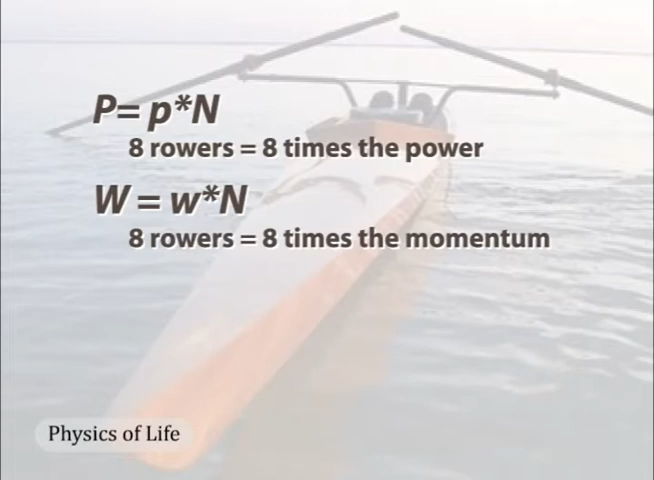 P= p*N
8 rowers = 8 times the power
W = w*N
8 rowers = 8 times the momentum
Physics of Life